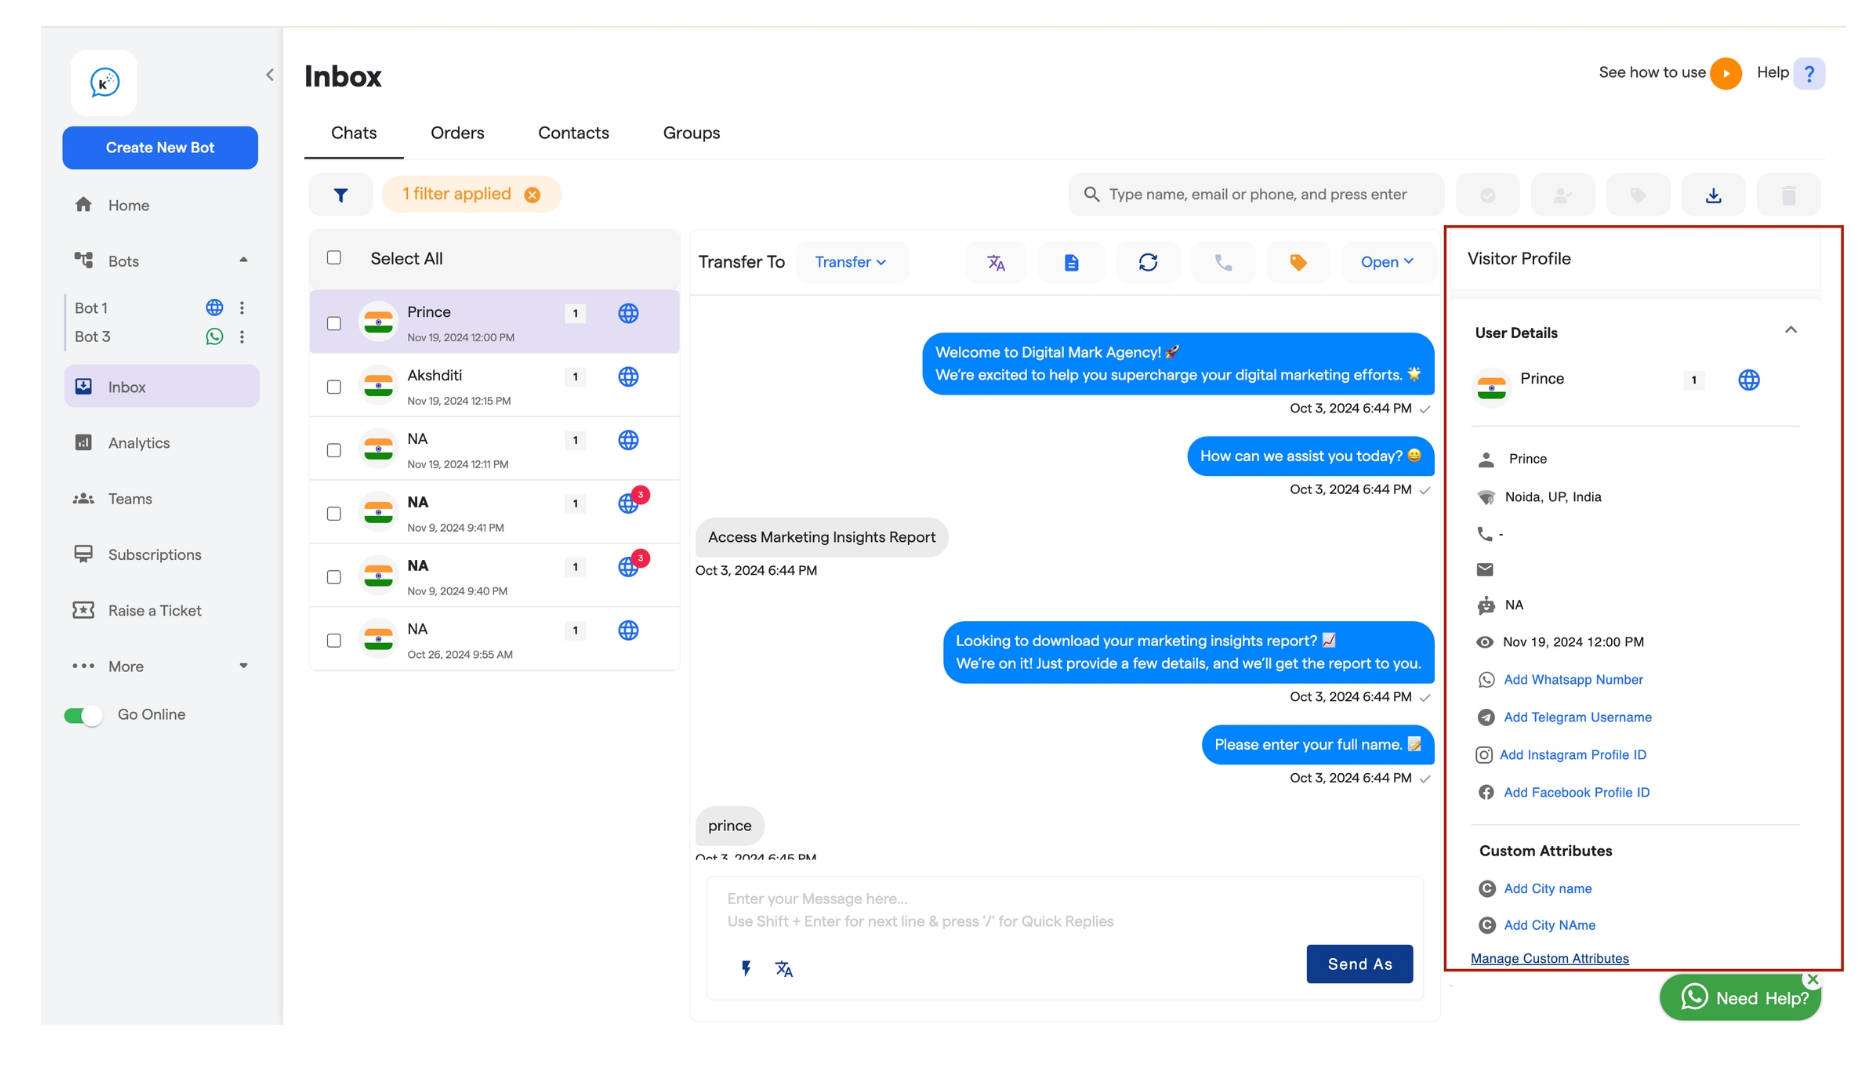 Inbox
See how to use
Help ?
Create New Bot
Home
Bots
Bot 1
Bot 3
Inbox
Analytics
Teams
Subscriptions
Raise a Ticket
More
Go Online
Chats
Orders
Contacts
Groups
1 filter applied
Type name, email or phone, and press enter
Select All
Prince
1
Nov 19, 2024 12:00 PM
Akshditi
1
Nov 19, 2024 12:15 PM
NA
1
Nov 19, 2024 12:11 PM
NA
1
3
Nov 9, 2024 9:41 PM
NA
1
3
Nov 9, 2024 9:40 PM
NA
1
Oct 26, 2024 9:55 AM
Transfer To
Transfer
Open
Welcome to Digital Mark Agency! 🚀
We're excited to help you supercharge your digital marketing efforts. 🌟
Oct 3, 2024 6:44 PM
How can we assist you today? 😀
Oct 3, 2024 6:44 PM
Access Marketing Insights Report
Oct 3, 2024 6:44 PM
Looking to download your marketing insights report? 📈
We're on it! Just provide a few details, and we'll get the report to you.
Oct 3, 2024 6:44 PM
Please enter your full name. 📝
Oct 3, 2024 6:44 PM
prince
Oct 3, 2024 6:45 PM
Enter your Message here...
Use Shift + Enter for next line & press '/' for Quick Replies
Send As
Visitor Profile
User Details
Prince
1
Prince
Noida, UP, India
-
NA
Nov 19, 2024 12:00 PM
Add Whatsapp Number
Add Telegram Username
Add Instagram Profile ID
Add Facebook Profile ID
Custom Attributes
C Add City name
C Add City NAme
Manage Custom Attributes
Need Help?